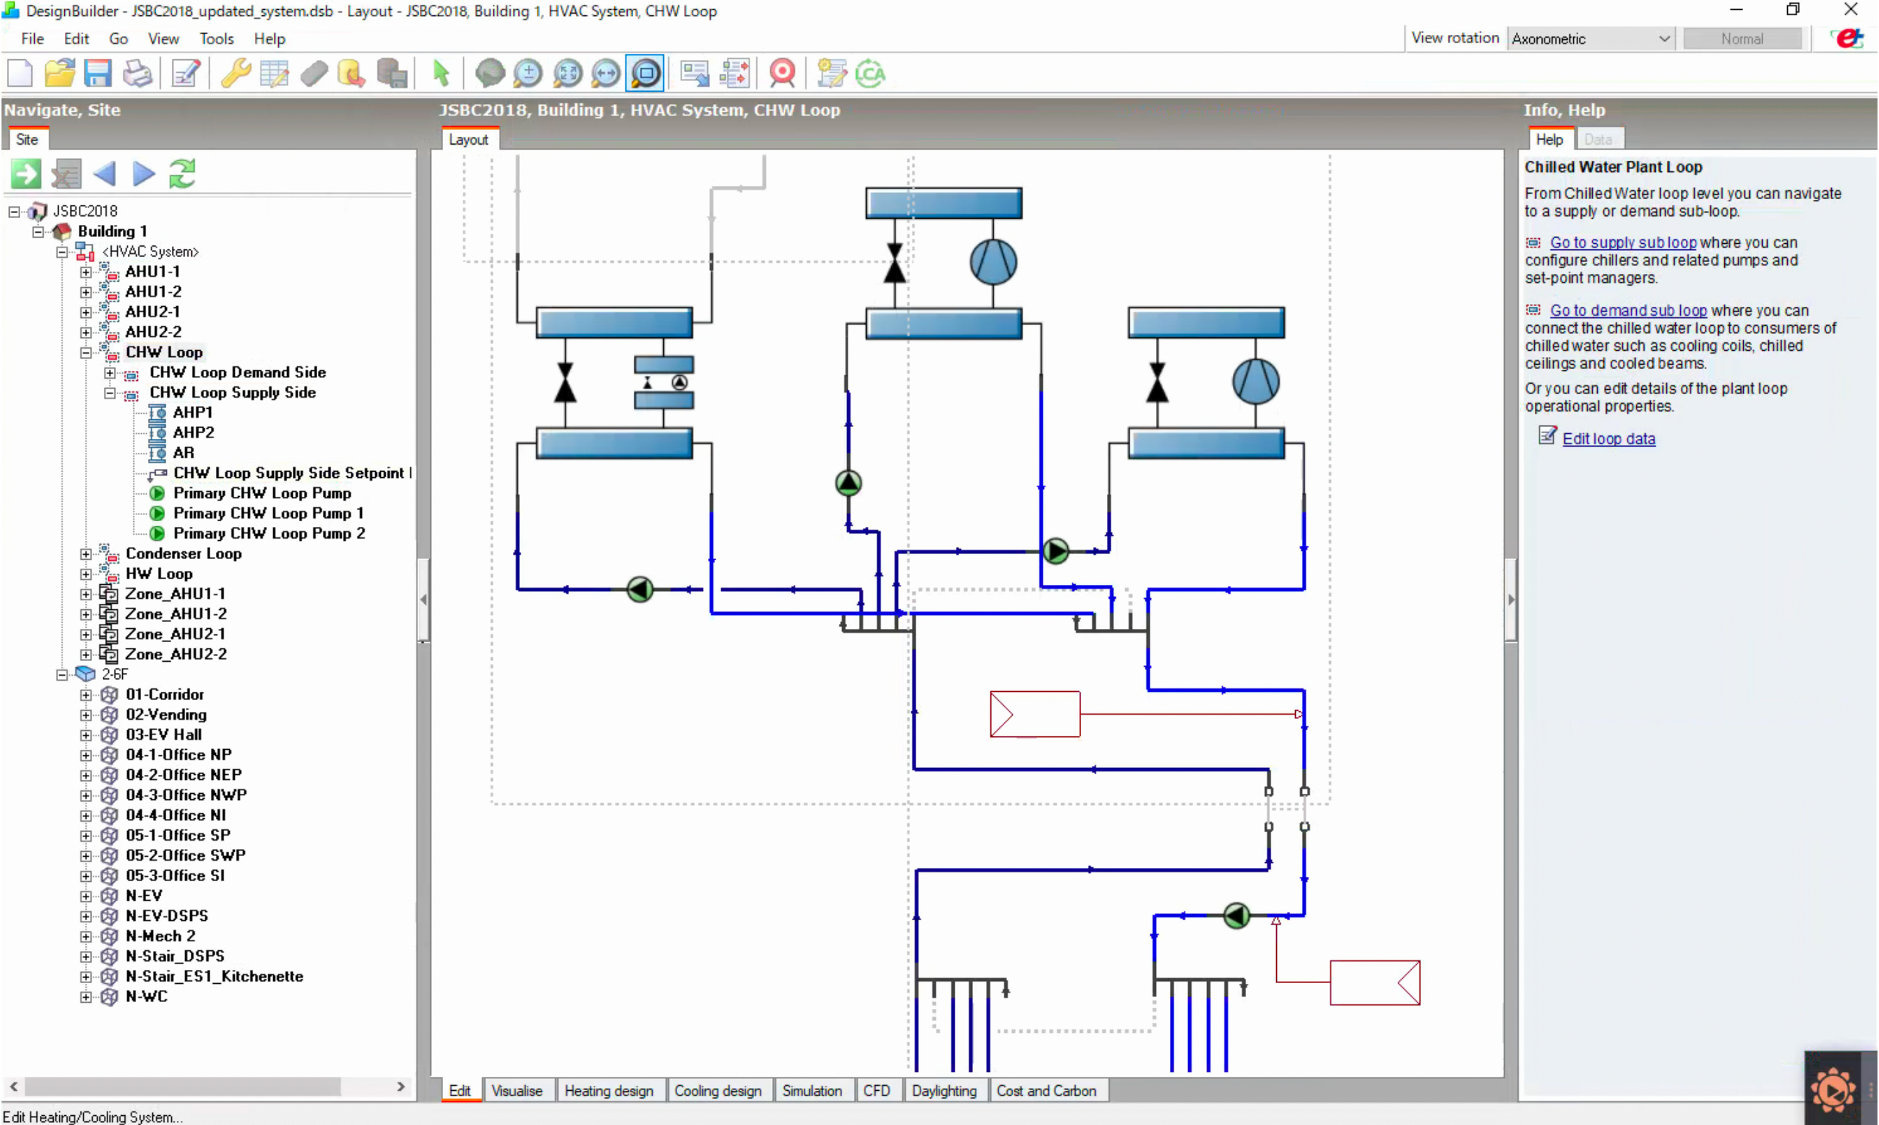 DesignBuilder - JSBC2018_updated_system.dsb - Layout - JSBC2018, Building 1, HVAC System, CHW Loop
File Edit Go View Tools Help
View rotation Axonometric Normal
Navigate, Site
Site
JSBC2018
Building 1
<HVAC System>
AHU1-1
AHU1-2
AHU2-1
AHU2-2
CHW Loop
CHW Loop Demand Side
CHW Loop Supply Side
AHP1
AHP2
AR
CHW Loop Supply Side Setpoint
Primary CHW Loop Pump
Primary CHW Loop Pump 1
Primary CHW Loop Pump 2
Condenser Loop
HW Loop
Zone_AHU1-1
Zone_AHU1-2
Zone_AHU2-1
Zone_AHU2-2
2-6F
01-Corridor
02-Vending
03-EV Hall
04-1-Office NP
04-2-Office NEP
04-3-Office NWP
04-4-Office NI
05-1-Office SP
05-2-Office SWP
05-3-Office SI
N-EV
N-EV-DSPS
N-Mech 2
N-Stair_DSPS
N-Stair_ES1_Kitchenette
N-WC
JSBC2018, Building 1, HVAC System, CHW Loop
Layout
Edit Visualise Heating design Cooling design Simulation CFD Daylighting Cost and Carbon
LCA
Info, Help
Help Data
Chilled Water Plant Loop
From Chilled Water loop level you can navigate
to a supply or demand sub-loop.
Go to supply sub loop where you can
configure chillers and related pumps and
set-point managers.
Go to demand sub loop where you can
connect the chilled water loop to consumers of
chilled water such as cooling coils, chilled
ceilings and cooled beams.
Or you can edit details of the plant loop
operational properties.
Edit loop data
Edit Heating/Cooling System...